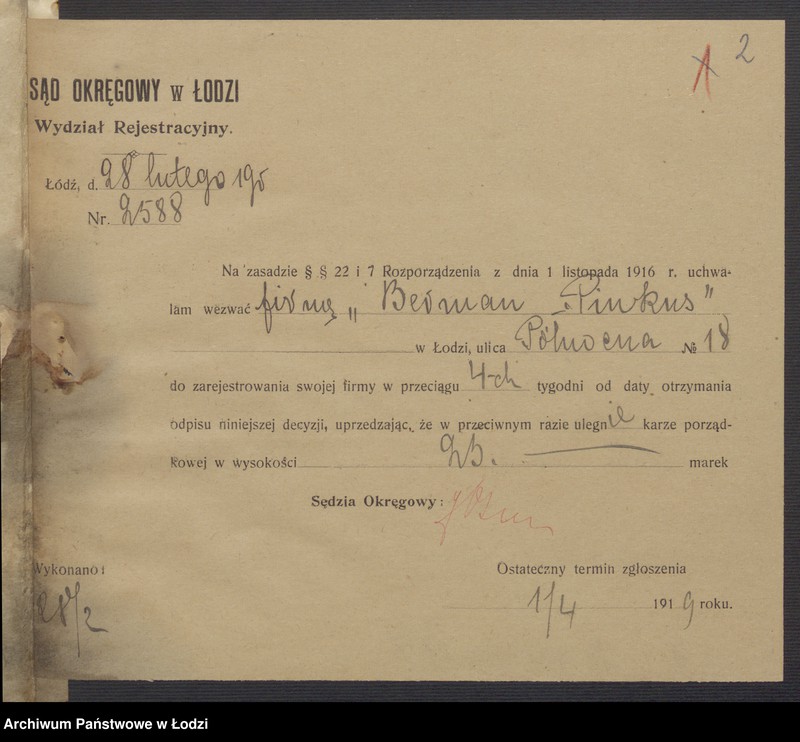 2
SĄD OKRĘGOWY w ŁODZI
Wydział Rejestracyjny.
Łódź, d. 28 lutego 19
Nr. 2588
Na zasadzie § § 22 i 7 Rozporządzenia z dnia 1 listopada 1916 r. uchwa-
lam wezwać firmę „Berman Pinkus”
w Łodzi, ulica Północna № 18
do zarejestrowania swojej firmy w przeciągu 4-ch tygodni od daty otrzymania
odpisu niniejszej decyzji, uprzedzając, że w przeciwnym razie ulegnie karze porząd-
kowej w wysokości 25. marek
Sędzia Okręgowy:
Wykonano: Ostateczny termin zgłoszenia
28/2 1/4 1919 roku.
Archiwum Państwowe w Łodzi